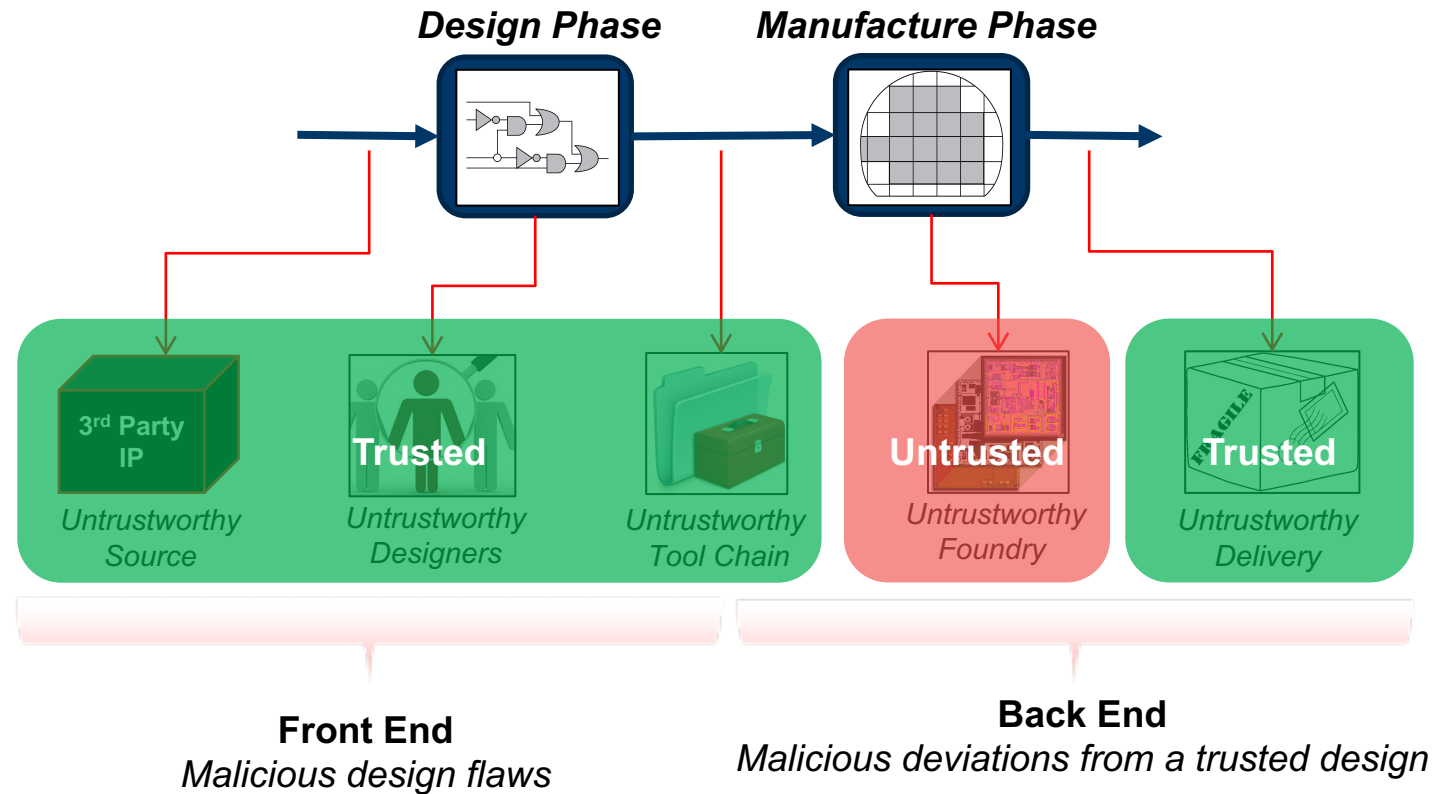 Design Phase
Manufacture Phase
3rd Party
IP
Trusted
Untrusted
FRAGILE
Trusted
Untrustworthy
Source
Untrustworthy
Designers
Untrustworthy
Tool Chain
Untrustworthy
Foundry
Untrustworthy
Delivery
Front End
Malicious design flaws
Back End
Malicious deviations from a trusted design